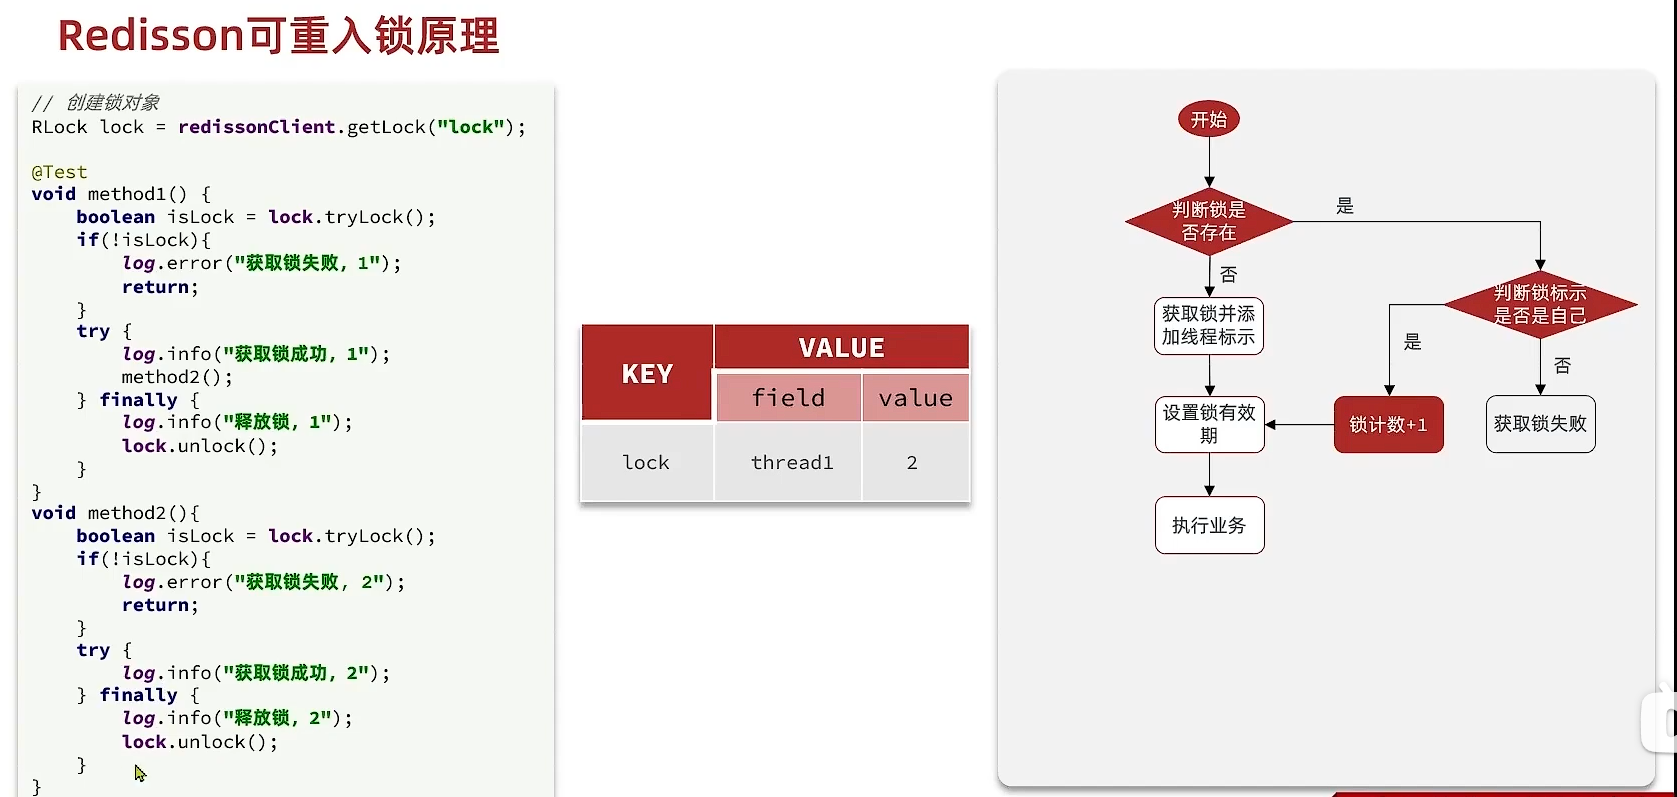 Redisson可重入锁原理
// 创建锁对象
RLock lock = redissonClient.getLock("lock");
@Test
void method1() {
boolean isLock = lock.tryLock();
if(!isLock){
log.error("获取锁失败，1");
return;
}
try {
log.info("获取锁成功，1");
method2();
} finally {
log.info("释放锁，1");
lock.unlock();
}
}
void method2(){
boolean isLock = lock.tryLock();
if(!isLock){
log.error("获取锁失败，2");
return;
}
try {
log.info("获取锁成功，2");
} finally {
log.info("释放锁，2");
lock.unlock();
}
}
KEY
VALUE
field
value
lock
thread1
2
开始
判断锁是
否存在
是
否
获取锁并添
加线程标示
判断锁标示
是否是自己
是
否
设置锁有效
期
锁计数+1
获取锁失败
执行业务